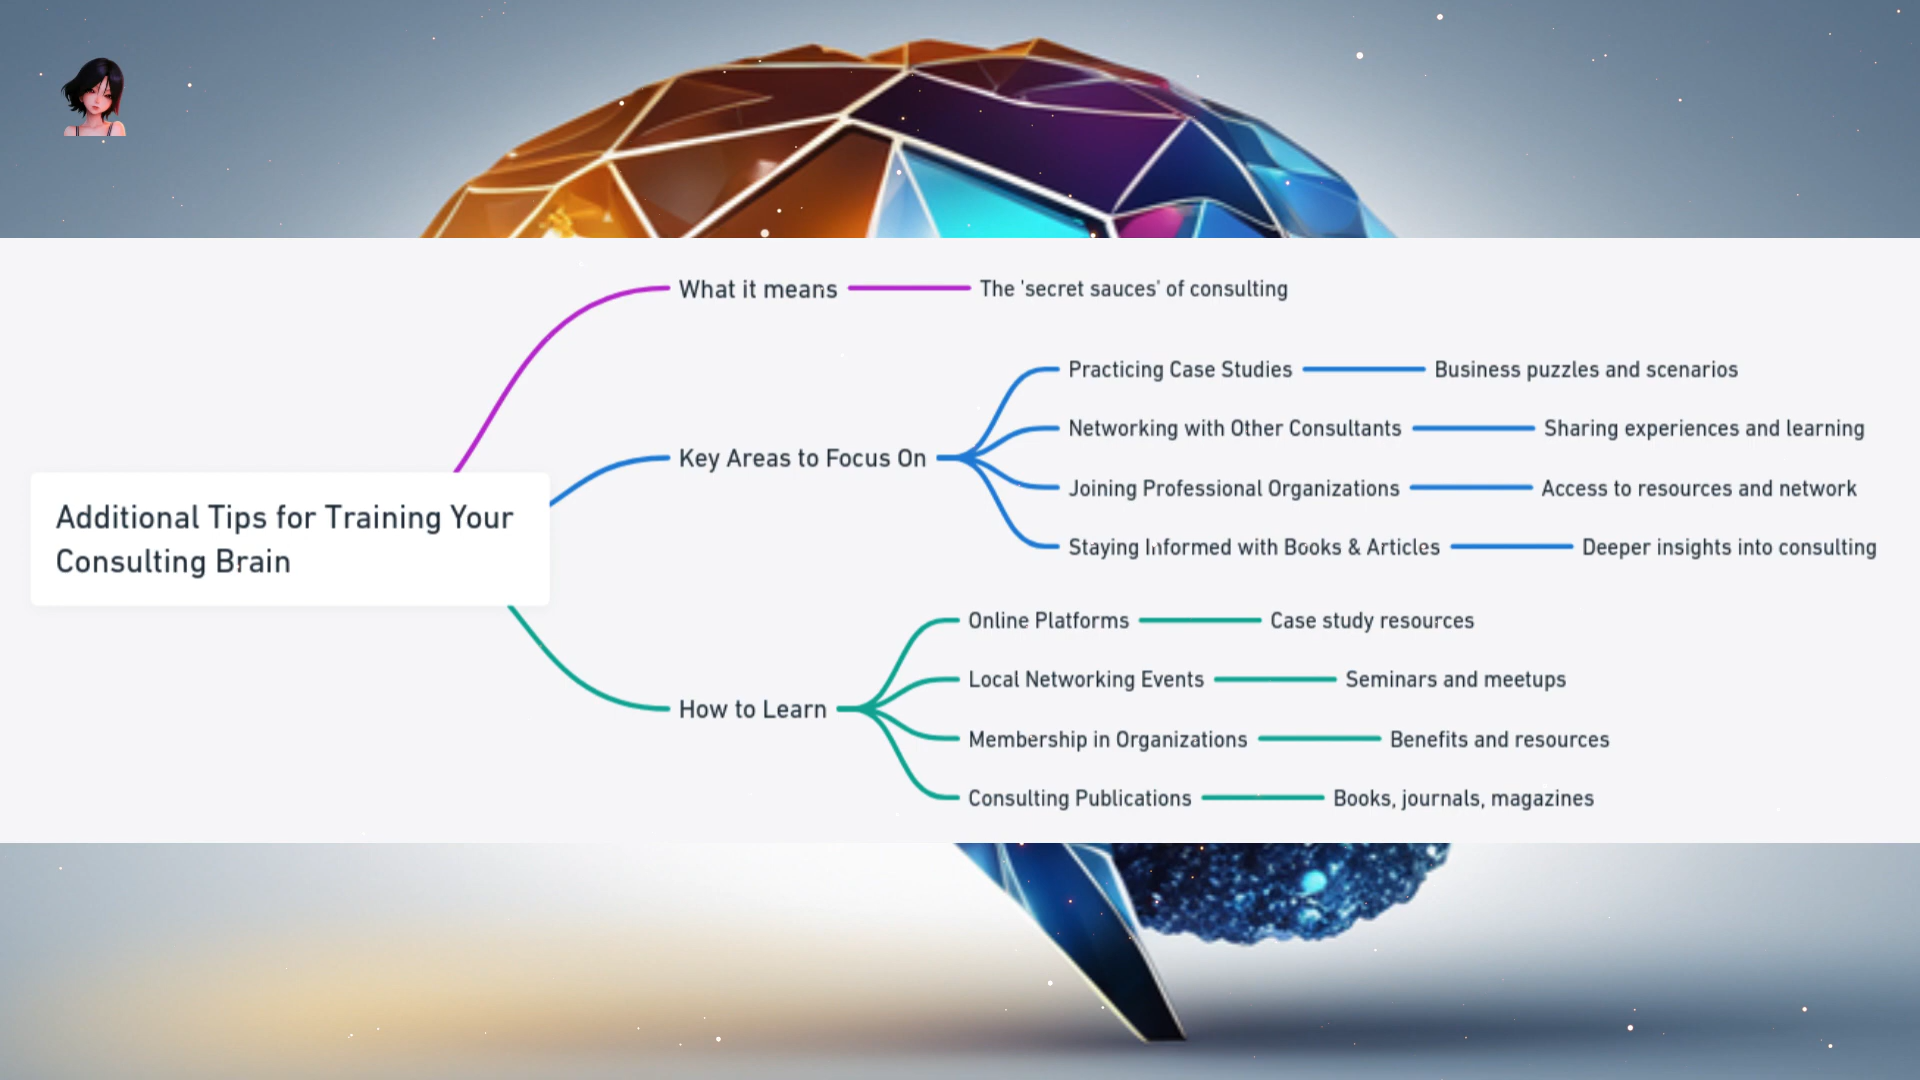 What it means
The 'secret sauces' of consulting
Practicing Case Studies
Business puzzles and scenarios
Networking with Other Consultants
Sharing experiences and learning
Key Areas to Focus On
Joining Professional Organizations
Access to resources and network
Additional Tips for Training Your
Consulting Brain
Staying Informed with Books & Articles
Deeper insights into consulting
Online Platforms
Case study resources
Local Networking Events
Seminars and meetups
How to Learn
Membership in Organizations
Benefits and resources
Consulting Publications
Books, journals, magazines